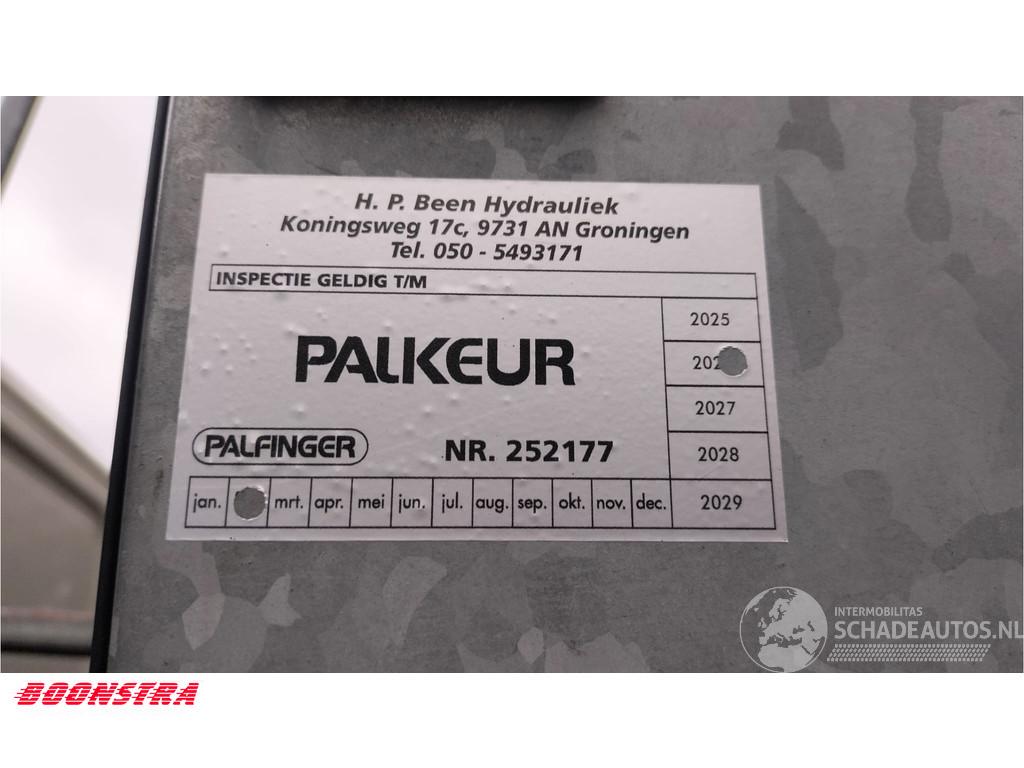 H. P. Been Hydrauliek
Koningsweg 17c, 9731 AN Groningen
Tel. 050 - 5493171
INSPECTIE GELDIG T/M
PALKEUR
2025
202
2027
2028
2029
PALFINGER
NR. 252177
jan. mrt. apr. mei jun. jul. aug. sep. okt. nov. dec.
INTERMOBILITAS
SCHADEAUTOS.NL
BOONSTRA